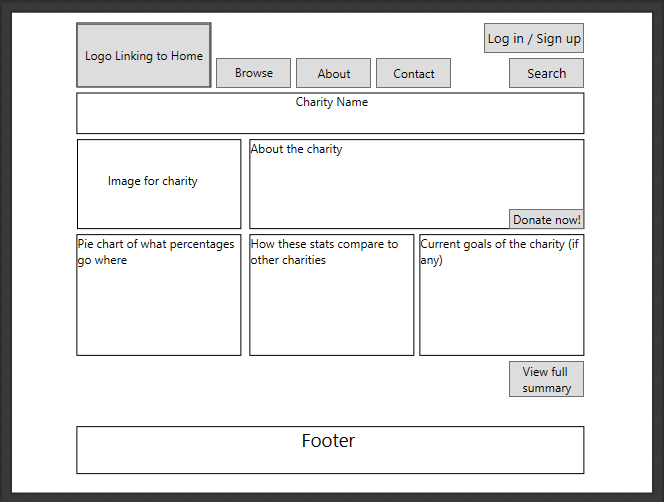 Logo Linking to Home
Log in / Sign up
Browse
About
Contact
Search
Charity Name
Image for charity
About the charity
Donate now!
Pie chart of what percentages
go where
How these stats compare to
other charities
Current goals of the charity (if
any)
View full
summary
Footer